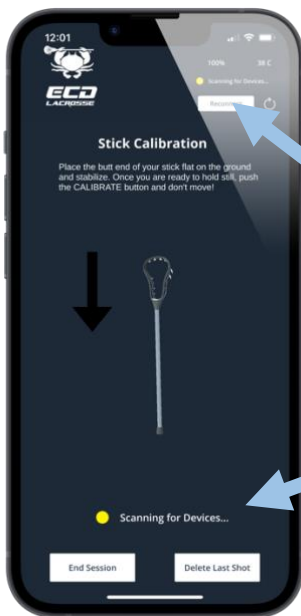 12:01
100% 38 C
Scanning for Devices...
ECD
LACROSSE
Reconnect
Stick Calibration
Place the butt end of your stick flat on the ground
and stabilize. Once you are ready to hold still, push
the CALIBRATE button and don't move!
Scanning for Devices...
End Session
Delete Last Shot